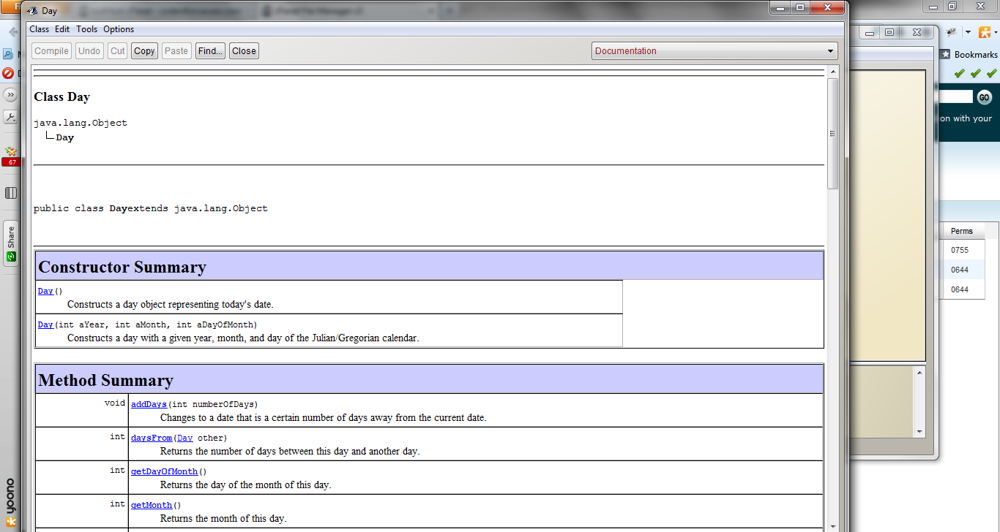 Day
Class Edit Tools Options
Compile Undo Cut Copy Paste Find... Close Documentation
Class Day
java.lang.Object
Day
public class Dayextends java.lang.Object
Constructor Summary
Day()
Constructs a day object representing today's date.
Day(int aYear, int aMonth, int aDayOfMonth)
Constructs a day with a given year, month, and day of the Julian/Gregorian calendar.
Method Summary
void addDays(int numberOfDays)
Changes to a date that is a certain number of days away from the current date.
int daysFrom(Day other)
Returns the number of days between this day and another day.
int getDayOfMonth()
Returns the day of the month of this day.
int getMonth()
Returns the month of this day.
67
Share
yoono
Bookmarks
GO
on with your
Perms
0755
0644
0644